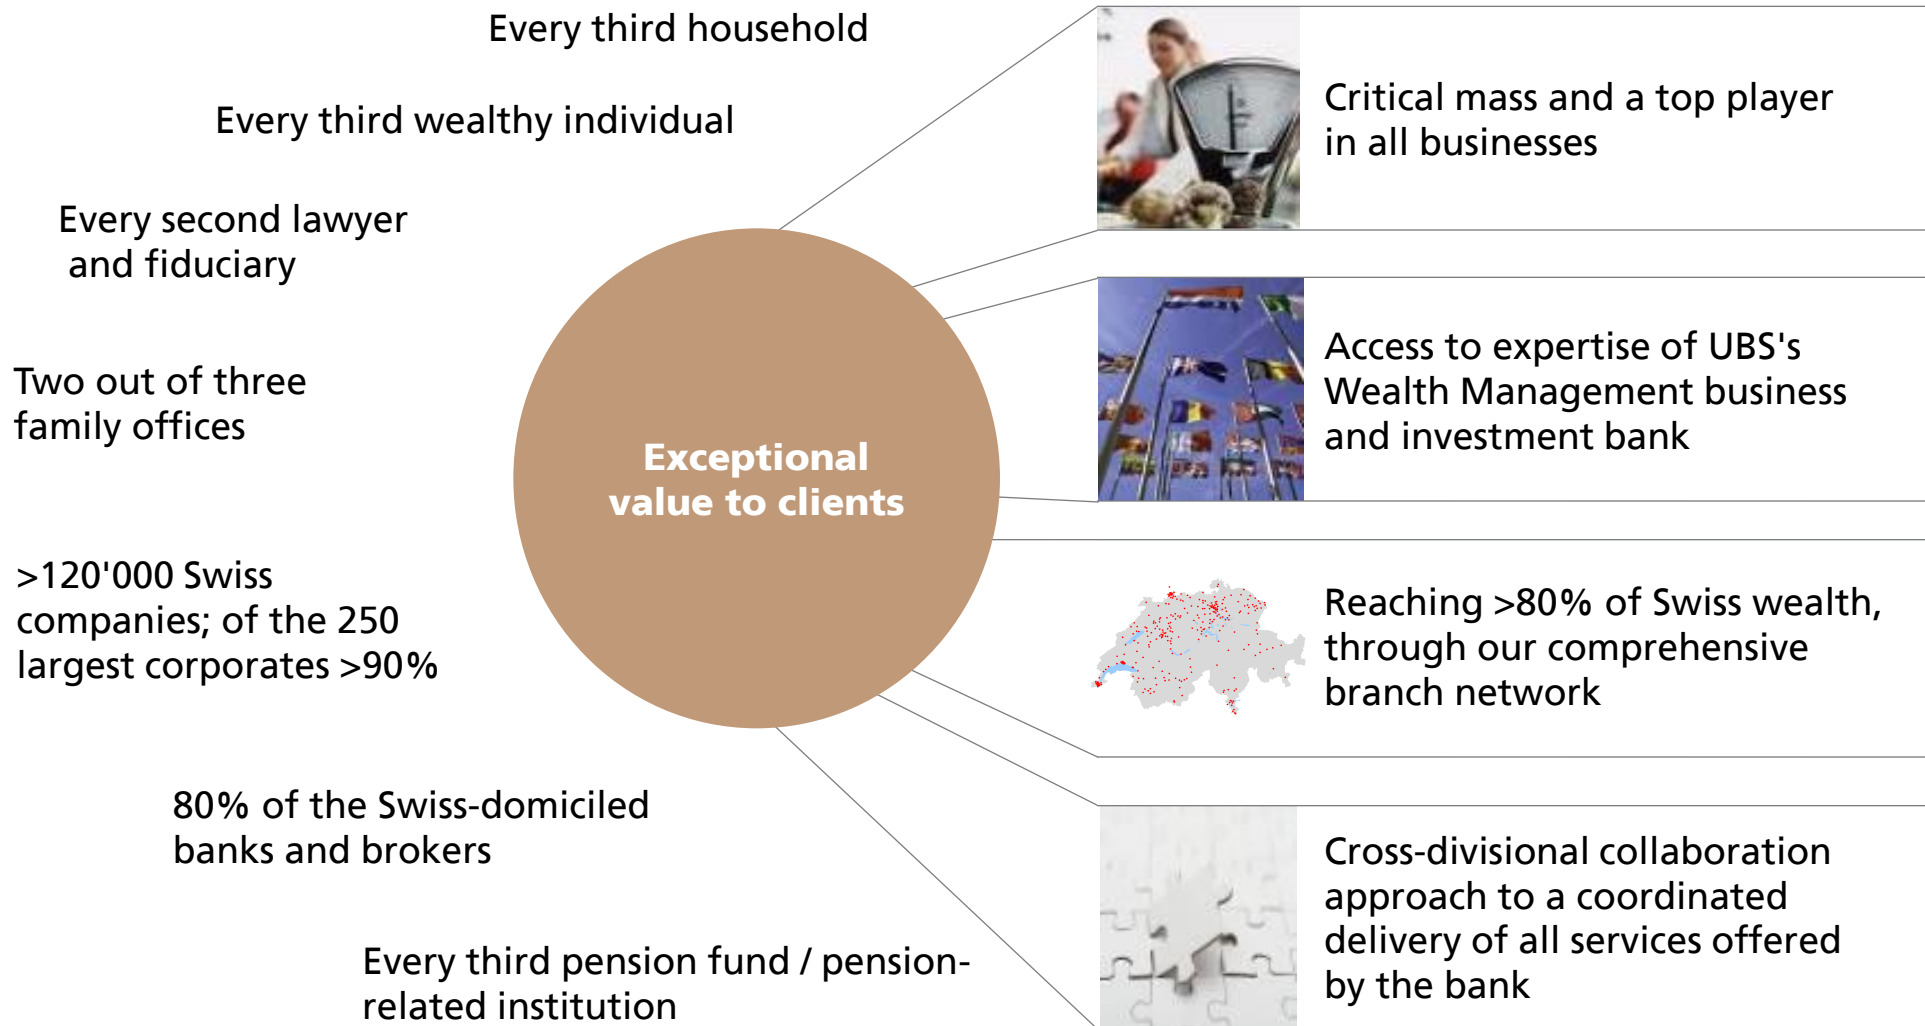 Every third household
Every third wealthy individual
Every second lawyer
and fiduciary
Two out of three
family offices
>120'000 Swiss
companies; of the 250
largest corporates >90%
80% of the Swiss-domiciled
banks and brokers
Every third pension fund / pension-
related institution
Exceptional
value to clients
Critical mass and a top player
in all businesses
Access to expertise of UBS's
Wealth Management business
and investment bank
Reaching >80% of Swiss wealth,
through our comprehensive
branch network
Cross-divisional collaboration
approach to a coordinated
delivery of all services offered
by the bank